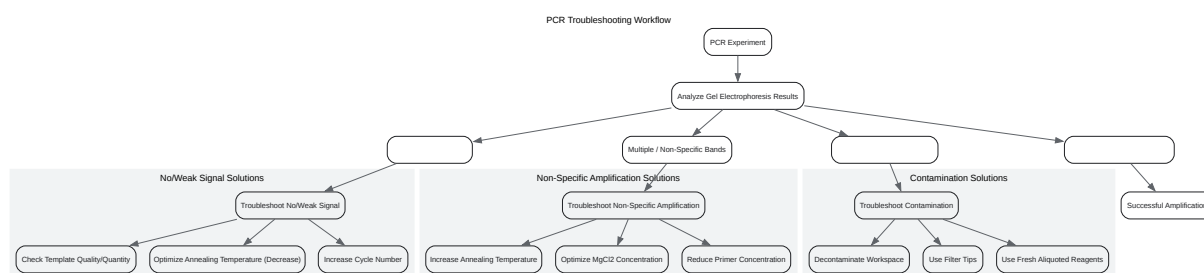 PCR Troubleshooting Workflow
PCR Experiment
Analyze Gel Electrophoresis Results
Multiple / Non-Specific Bands
No/Weak Signal Solutions
Non-Specific Amplification Solutions
Contamination Solutions
Troubleshoot No/Weak Signal
Troubleshoot Non-Specific Amplification
Troubleshoot Contamination
Successful Amplification
Check Template Quality/Quantity
Optimize Annealing Temperature (Decrease)
Increase Cycle Number
Increase Annealing Temperature
Optimize MgCl2 Concentration
Reduce Primer Concentration
Decontaminate Workspace
Use Filter Tips
Use Fresh Aliquoted Reagents